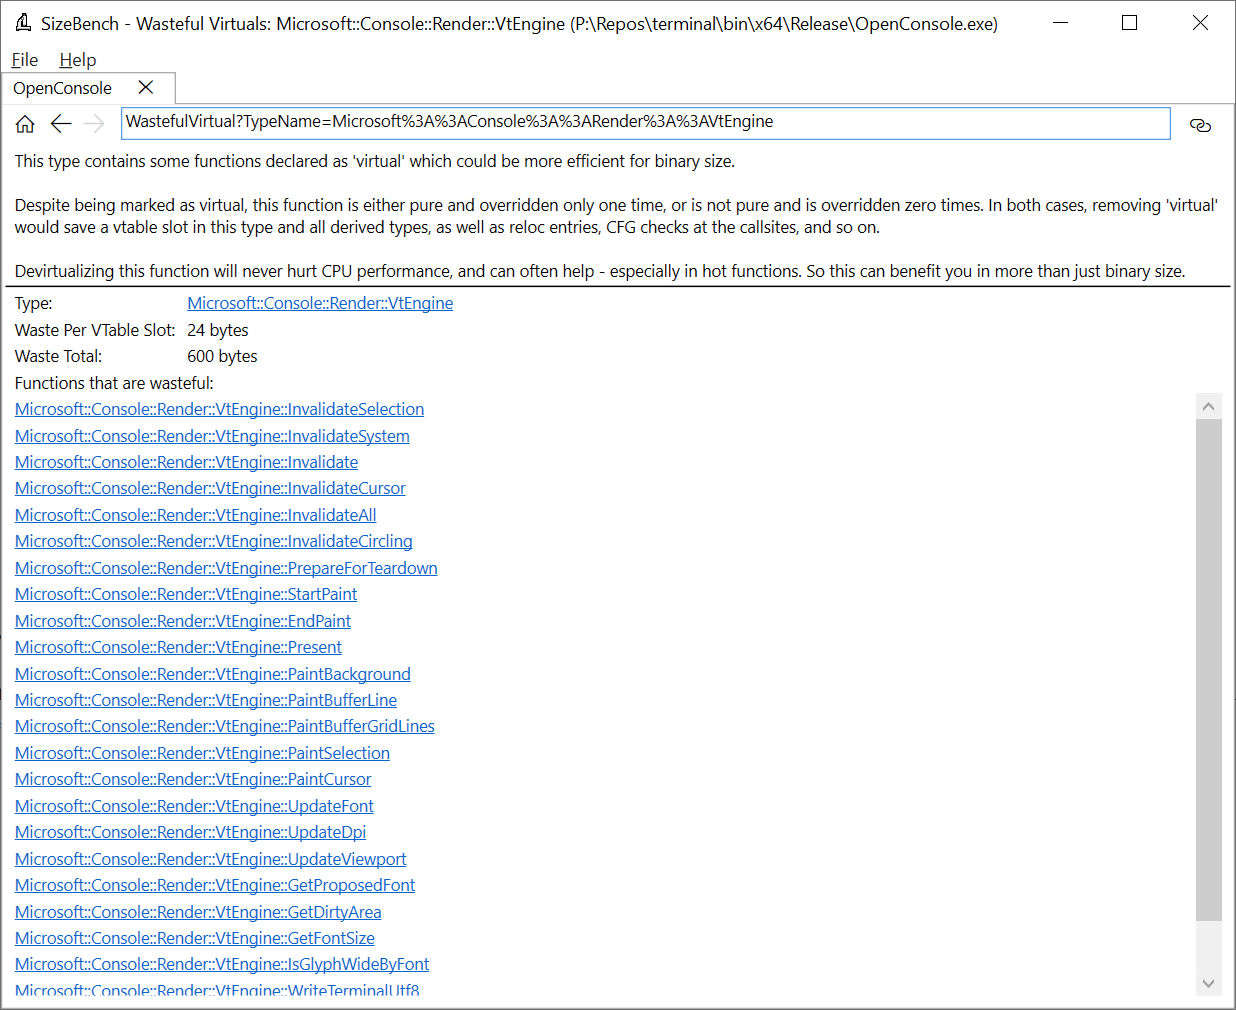 SizeBench - Wasteful Virtuals: Microsoft::Console::Render::VtEngine (P:\Repos\terminal\bin\x64\Release\OpenConsole.exe)
File Help
OpenConsole
WastefulVirtual?TypeName=Microsoft%3A%3AConsole%3A%3ARender%3A%3AVtEngine
This type contains some functions declared as 'virtual' which could be more efficient for binary size.
Despite being marked as virtual, this function is either pure and overridden only one time, or is not pure and is overridden zero times. In both cases, removing 'virtual'
would save a vtable slot in this type and all derived types, as well as reloc entries, CFG checks at the callsites, and so on.
Devirtualizing this function will never hurt CPU performance, and can often help - especially in hot functions. So this can benefit you in more than just binary size.
Type: Microsoft::Console::Render::VtEngine
Waste Per VTable Slot: 24 bytes
Waste Total: 600 bytes
Functions that are wasteful:
Microsoft::Console::Render::VtEngine::InvalidateSelection
Microsoft::Console::Render::VtEngine::InvalidateSystem
Microsoft::Console::Render::VtEngine::Invalidate
Microsoft::Console::Render::VtEngine::InvalidateCursor
Microsoft::Console::Render::VtEngine::InvalidateAll
Microsoft::Console::Render::VtEngine::InvalidateCircling
Microsoft::Console::Render::VtEngine::PrepareForTeardown
Microsoft::Console::Render::VtEngine::StartPaint
Microsoft::Console::Render::VtEngine::EndPaint
Microsoft::Console::Render::VtEngine::Present
Microsoft::Console::Render::VtEngine::PaintBackground
Microsoft::Console::Render::VtEngine::PaintBufferLine
Microsoft::Console::Render::VtEngine::PaintBufferGridLines
Microsoft::Console::Render::VtEngine::PaintSelection
Microsoft::Console::Render::VtEngine::PaintCursor
Microsoft::Console::Render::VtEngine::UpdateFont
Microsoft::Console::Render::VtEngine::UpdateDpi
Microsoft::Console::Render::VtEngine::UpdateViewport
Microsoft::Console::Render::VtEngine::GetProposedFont
Microsoft::Console::Render::VtEngine::GetDirtyArea
Microsoft::Console::Render::VtEngine::GetFontSize
Microsoft::Console::Render::VtEngine::IsGlyphWideByFont
Microsoft::Console::Render::VtEngine::WriteTerminalUtf8